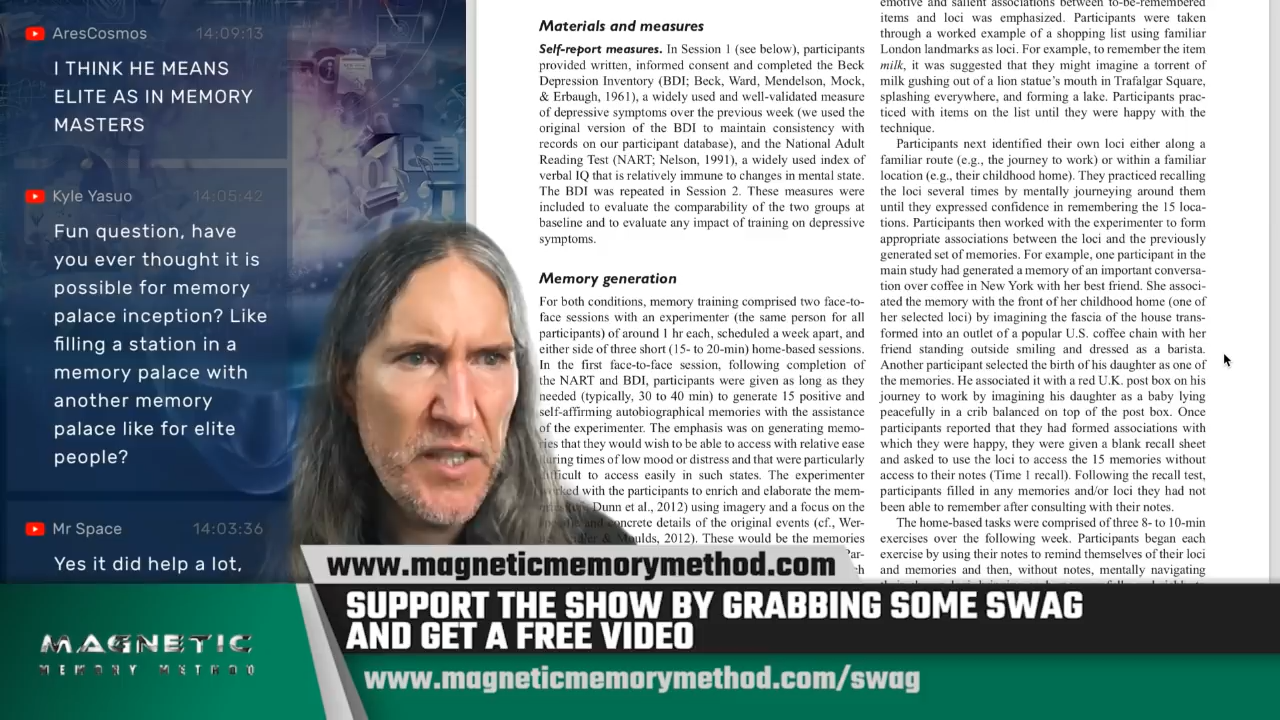 AresCosmos 14:09:13
I THINK HE MEANS
ELITE AS IN MEMORY
MASTERS
Kyle Yasuo 14:05:42
Fun question, have
you ever thought it is
possible for memory
palace inception? Like
filling a station in a
memory palace with
another memory
palace like for elite
people?
Mr Space 14:03:36
Yes it did help a lot,
Materials and measures
Self-report measures. In Session 1 (see below), participants
provided written, informed consent and completed the Beck
Depression Inventory (BDI; Beck, Ward, Mendelson, Mock,
& Erbaugh, 1961), a widely used and well-validated measure
of depressive symptoms over the previous week (we used the
original version of the BDI to maintain consistency with
records on our participant database), and the National Adult
Reading Test (NART; Nelson, 1991), a widely used index of
verbal IQ that is relatively immune to changes in mental state.
The BDI was repeated in Session 2. These measures were
included to evaluate the comparability of the two groups at
baseline and to evaluate any impact of training on depressive
symptoms.
Memory generation
For both conditions, memory training comprised two face-to-
face sessions with an experimenter (the same person for all
participants) of around 1 hr each, scheduled a week apart, and
either side of three short (15- to 20-min) home-based sessions.
In the first face-to-face session, following completion of
the NART and BDI, participants were given as long as they
needed (typically, 30 to 40 min) to generate 15 positive and
self-affirming autobiographical memories with the assistance
of the experimenter. The emphasis was on generating memo-
ries that they would wish to be able to access with relative ease
during times of low mood or distress and that were particularly
difficult to access easily in such states. The experimenter
worked with the participants to enrich and elaborate the mem-
Dunn et al., 2012) using imagery and a focus on the
concrete details of the original events (cf., Wer-
Moulds, 2012). These would be the memories
emotive and salient associations between to-be-remembered
items and loci was emphasized. Participants were taken
through a worked example of a shopping list using familiar
London landmarks as loci. For example, to remember the item
milk, it was suggested that they might imagine a torrent of
milk gushing out of a lion statue's mouth in Trafalgar Square,
splashing everywhere, and forming a lake. Participants prac-
ticed with items on the list until they were happy with the
technique.
Participants next identified their own loci either along a
familiar route (e.g., the journey to work) or within a familiar
location (e.g., their childhood home). They practiced recalling
the loci several times by mentally journeying around them
until they expressed confidence in remembering the 15 loca-
tions. Participants then worked with the experimenter to form
appropriate associations between the loci and the previously
generated set of memories. For example, one participant in the
main study had generated a memory of an important conversa-
tion over coffee in New York with her best friend. She associ-
ated the memory with the front of her childhood home (one of
her selected loci) by imagining the fascia of the house trans-
formed into an outlet of a popular U.S. coffee chain with her
friend standing outside smiling and dressed as a barista.
Another participant selected the birth of his daughter as one of
the memories. He associated it with a red U.K. post box on his
journey to work by imagining his daughter as a baby lying
peacefully in a crib balanced on top of the post box. Once
participants reported that they had formed associations with
which they were happy, they were given a blank recall sheet
and asked to use the loci to access the 15 memories without
access to their notes (Time 1 recall). Following the recall test,
participants filled in any memories and/or loci they had not
been able to remember after consulting with their notes.
The home-based tasks were comprised of three 8- to 10-min
exercises over the following week. Participants began each
exercise by using their notes to remind themselves of their loci
and memories and then, without notes, mentally navigating
www.magneticmemorymethod.com
SUPPORT THE SHOW BY GRABBING SOME SWAG
AND GET A FREE VIDEO
www.magneticmemorymethod.com/swag
MAGNETIC
MEMORY METHOD